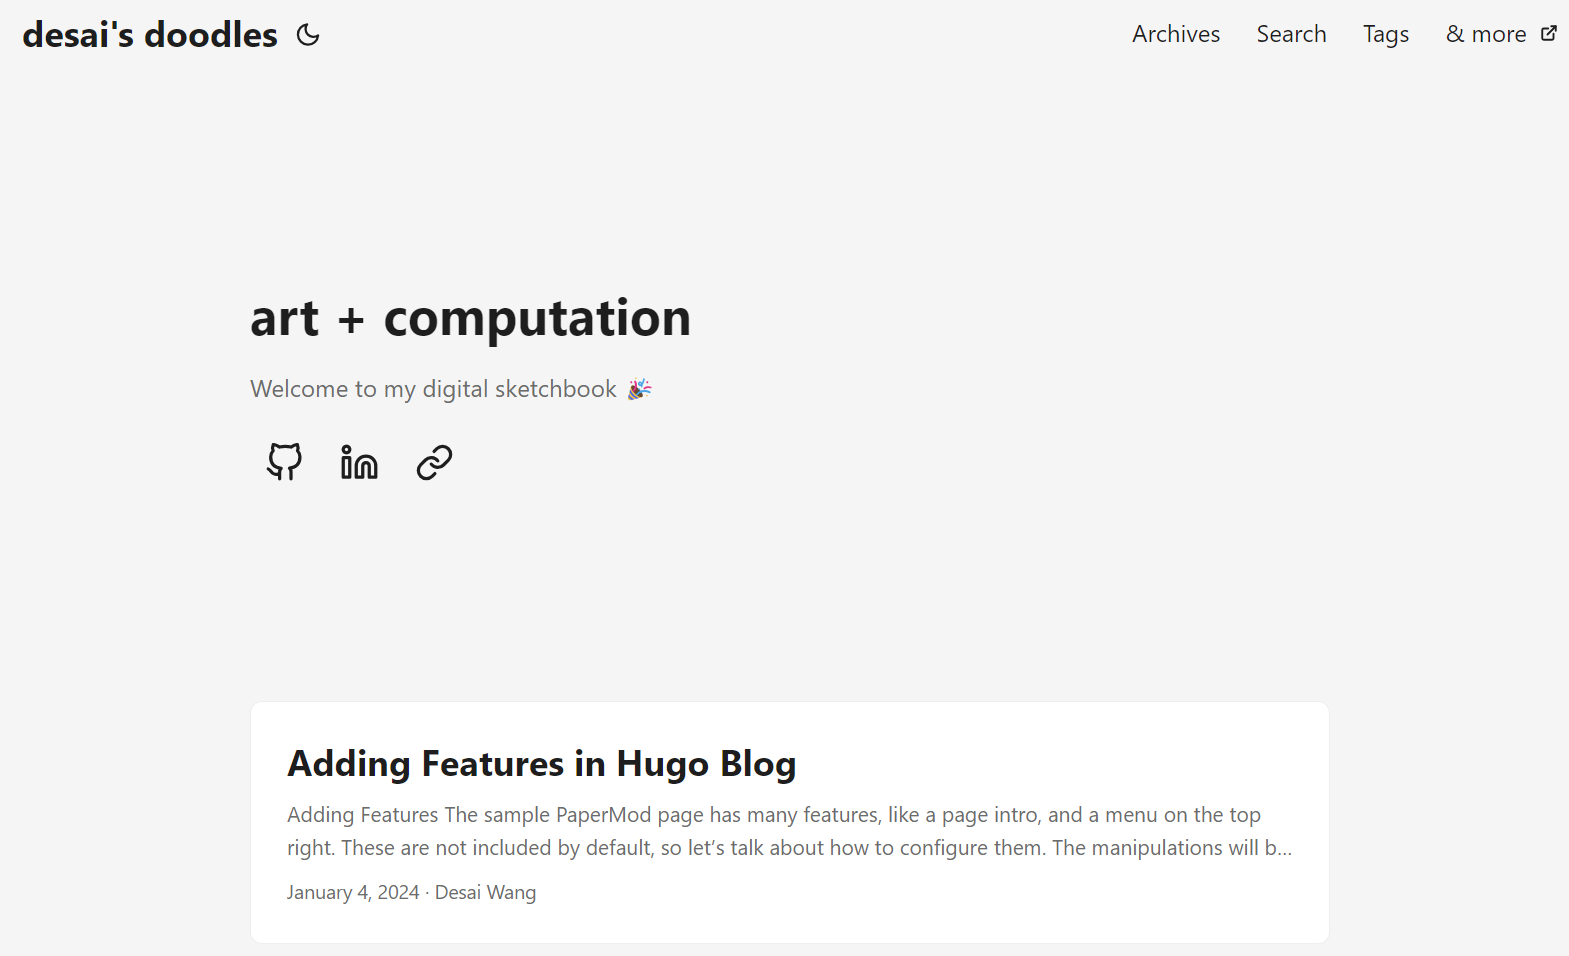 desai's doodles
Archives Search Tags & more
art + computation
Welcome to my digital sketchbook 🎉
Adding Features in Hugo Blog
Adding Features The sample PaperMod page has many features, like a page intro, and a menu on the top
right. These are not included by default, so let’s talk about how to configure them. The manipulations will b...
January 4, 2024 · Desai Wang